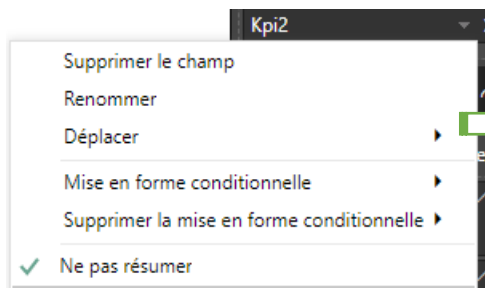 Kpi2
Supprimer le champ
Renommer
Déplacer
Mise en forme conditionnelle
Supprimer la mise en forme conditionnelle
Ne pas résumer